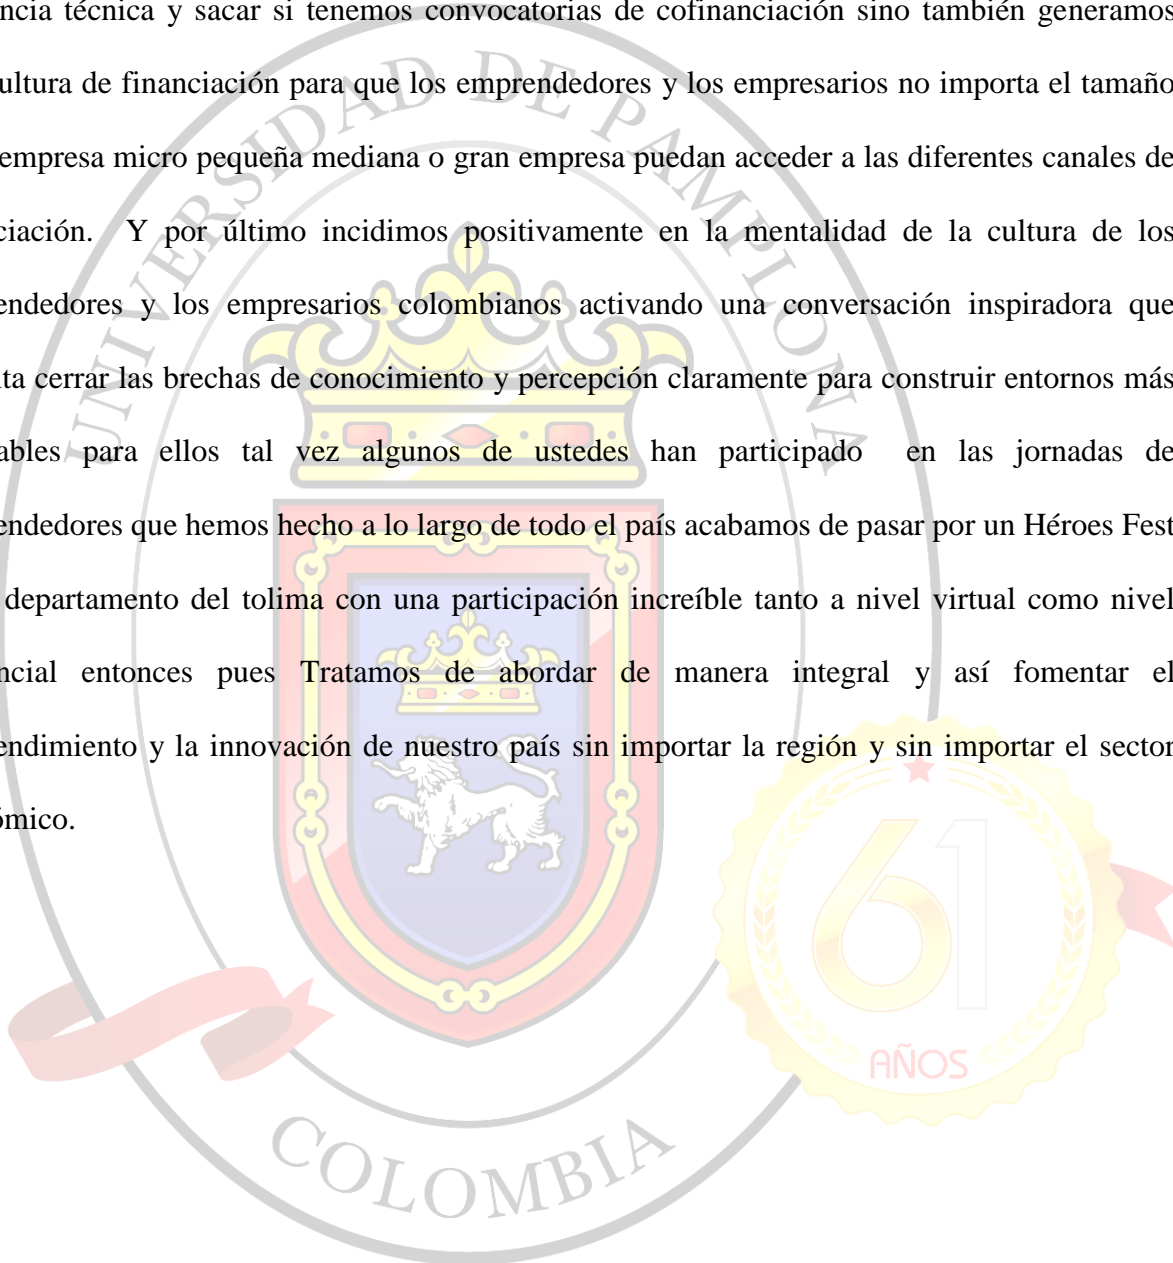 ncia técnica y sacar si tenemos convocatorias de cofinanciación sino también generamos
ultura de financiación para que los emprendedores y los empresarios no importa el tamaño
empresa micro pequeña mediana o gran empresa puedan acceder a las diferentes canales de
ciación. Y por último incidimos positivamente en la mentalidad de la cultura de los
endedores y los empresarios colombianos activando una conversación inspiradora que
ita cerrar las brechas de conocimiento y percepción claramente para construir entornos más
ables para ellos tal vez algunos de ustedes han participado en las jornadas de
endedores que hemos hecho a lo largo de todo el país acabamos de pasar por un Héroes Fest
departamento del tolima con una participación increíble tanto a nivel virtual como nivel
ncial entonces pues Tratamos de abordar de manera integral y así fomentar el
endimiento y la innovación de nuestro país sin importar la región y sin importar el sector
ómico.
UNIVERSIDAD DE PAMPLONA
COLOMBIA
61
AÑOS